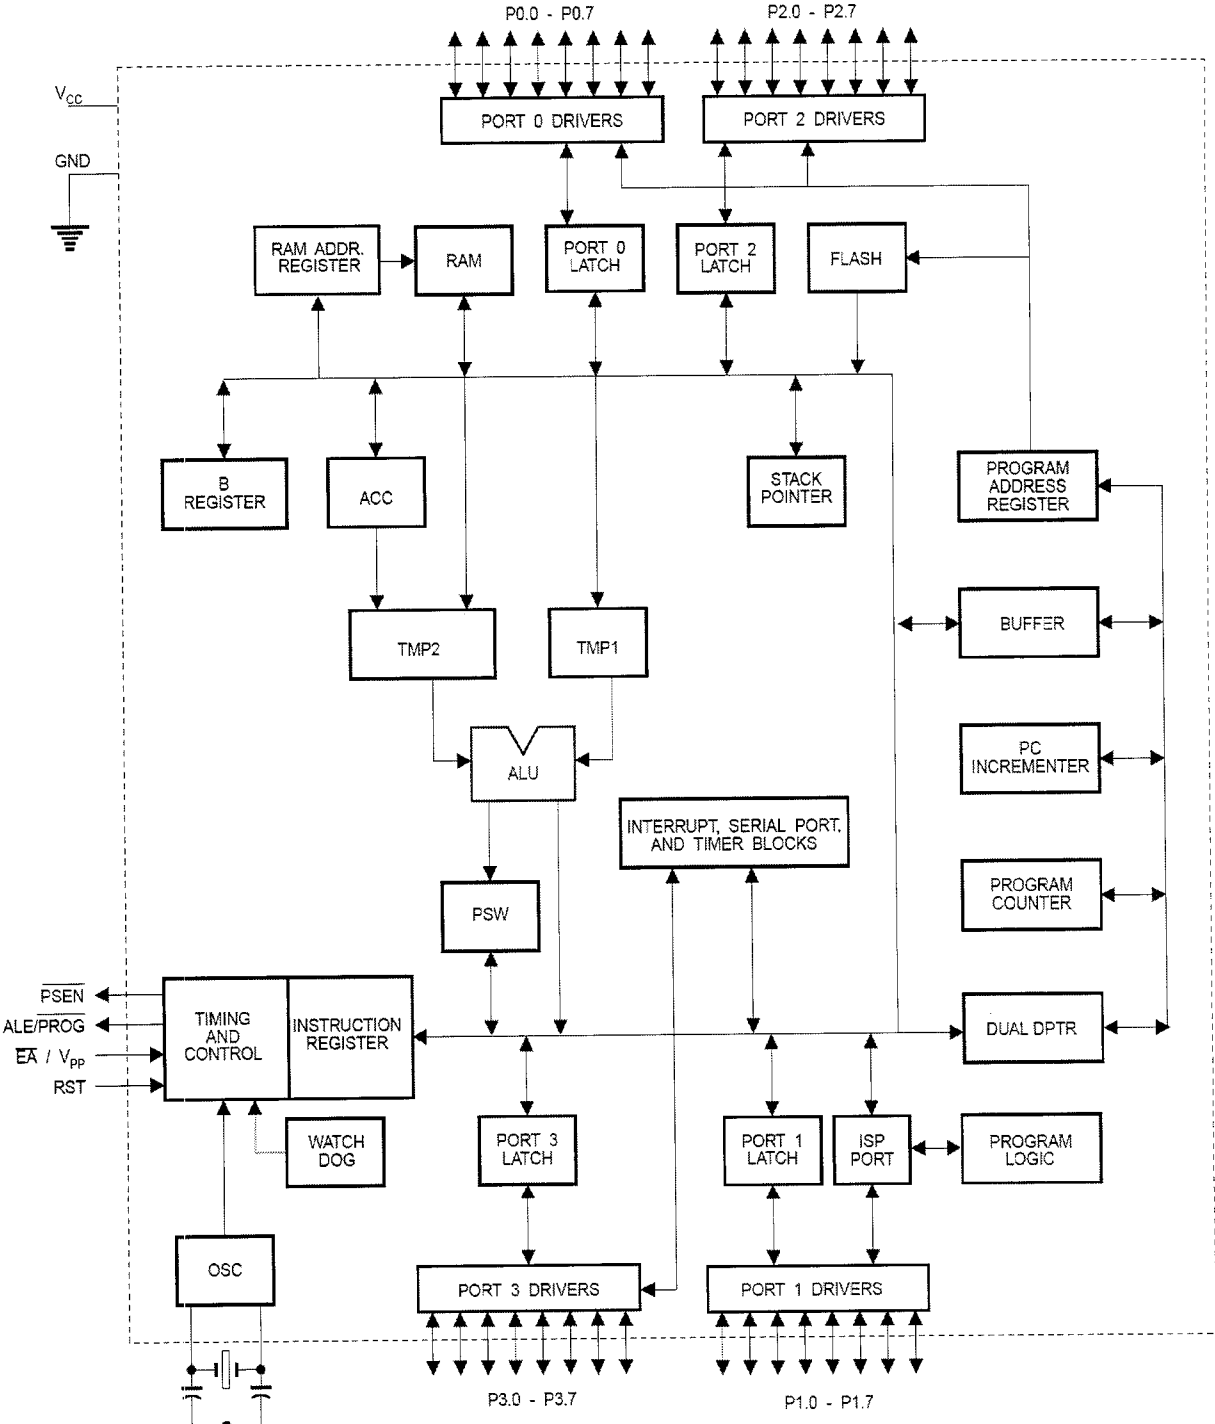 P0.0 - P0.7
P2.0 - P2.7
VCC
PORT 0 DRIVERS
PORT 2 DRIVERS
GND
RAM ADDR.
REGISTER
RAM
PORT 0
LATCH
PORT 2
LATCH
FLASH
B
REGISTER
ACC
STACK
POINTER
PROGRAM
ADDRESS
REGISTER
BUFFER
TMP2
TMP1
PC
INCREMENTER
ALU
INTERRUPT, SERIAL PORT,
AND TIMER BLOCKS
PROGRAM
COUNTER
PSW
PSEN
ALE/PROG
EA / VPP
RST
TIMING
AND
CONTROL
INSTRUCTION
REGISTER
DUAL DPTR
WATCH
DOG
PORT 3
LATCH
PORT 1
LATCH
ISP
PORT
PROGRAM
LOGIC
OSC
PORT 3 DRIVERS
PORT 1 DRIVERS
P3.0 - P3.7
P1.0 - P1.7